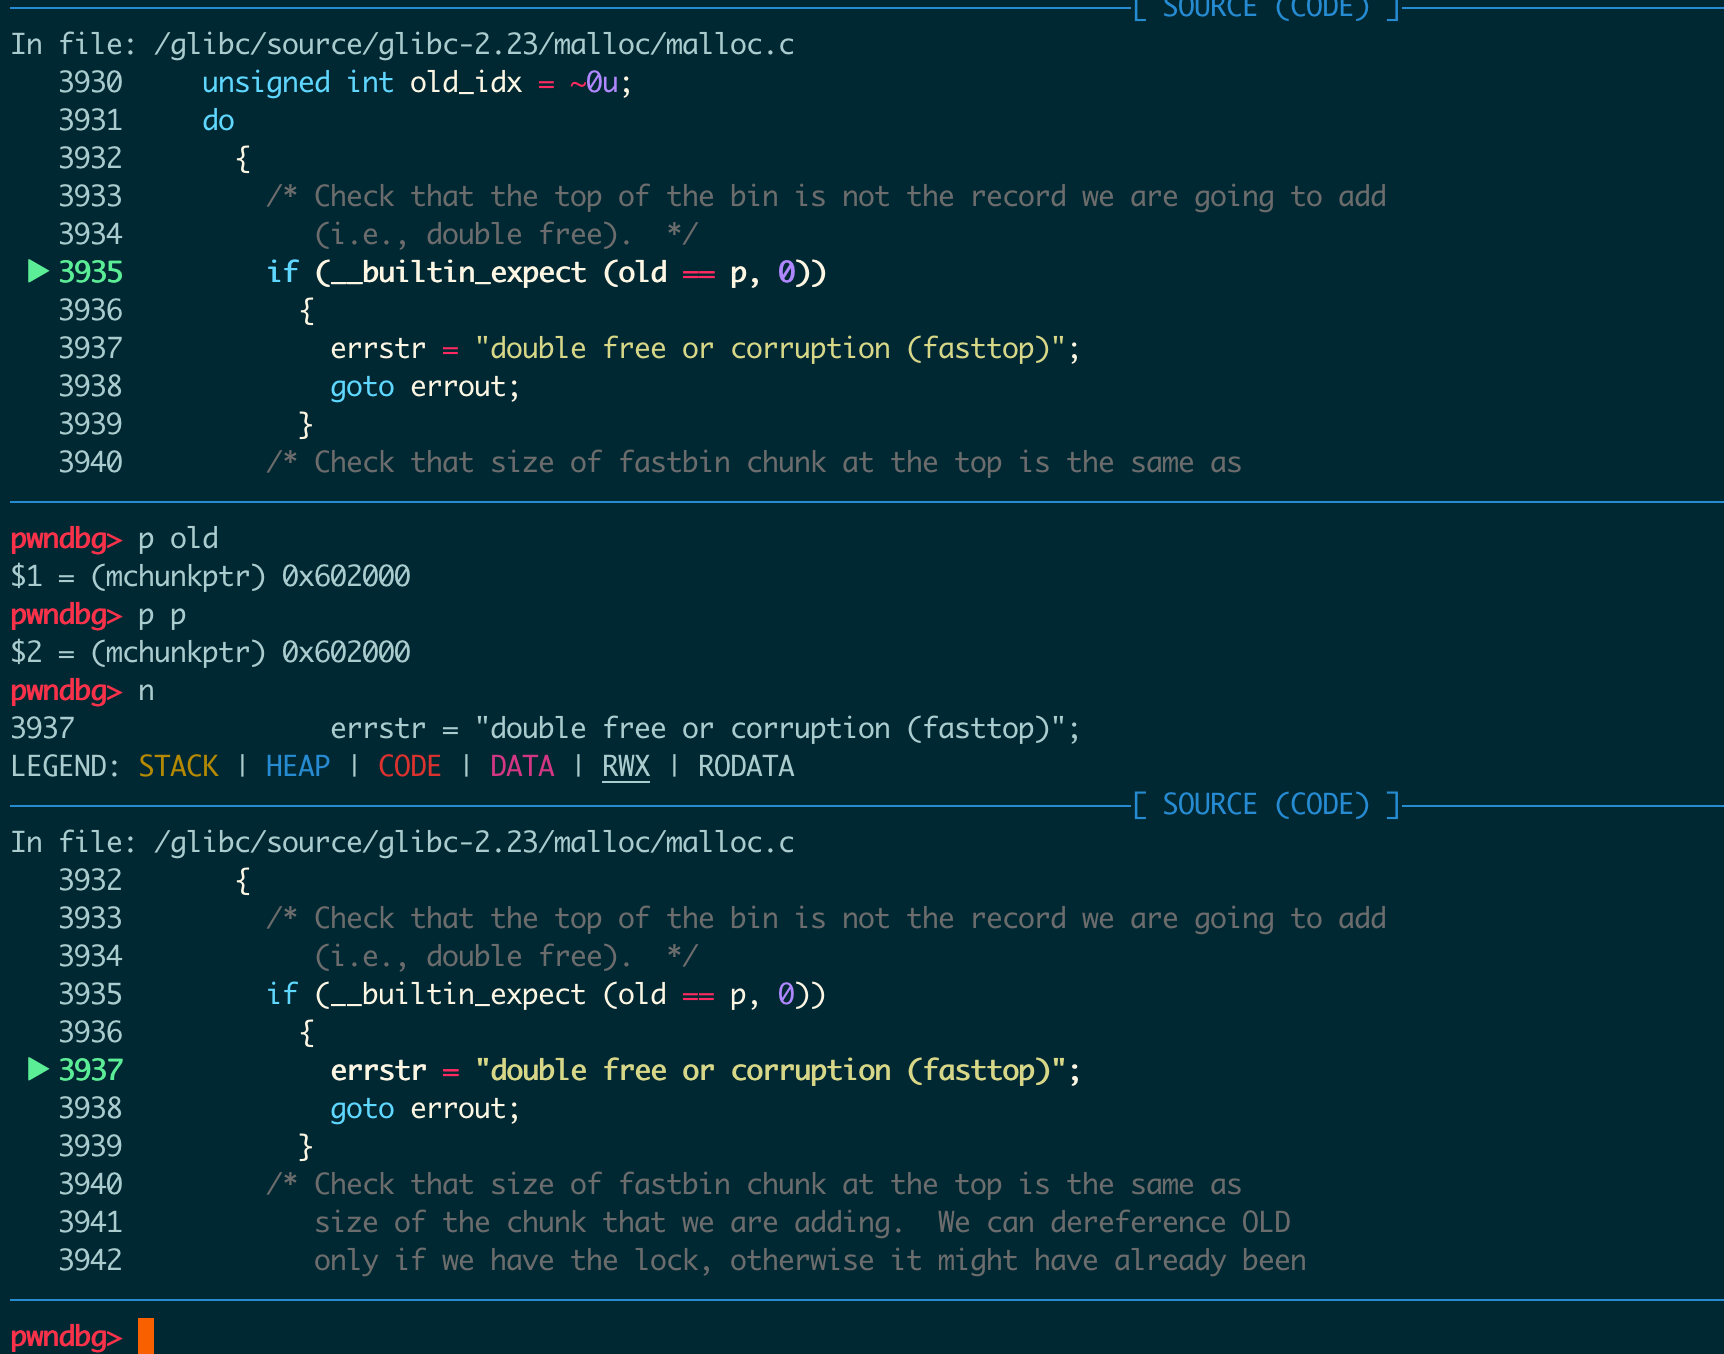 [ SOURCE (CODE) ]
In file: /glibc/source/glibc-2.23/malloc/malloc.c
   3930     unsigned int old_idx = ~0u;
   3931     do
   3932       {
   3933         /* Check that the top of the bin is not the record we are going to add
   3934            (i.e., double free).  */
 ► 3935         if (__builtin_expect (old == p, 0))
   3936           {
   3937             errstr = "double free or corruption (fasttop)";
   3938             goto errout;
   3939           }
   3940         /* Check that size of fastbin chunk at the top is the same as
pwndbg> p old
$1 = (mchunkptr) 0x602000
pwndbg> p p
$2 = (mchunkptr) 0x602000
pwndbg> n
3937                errstr = "double free or corruption (fasttop)";
LEGEND: STACK | HEAP | CODE | DATA | RWX | RODATA
[ SOURCE (CODE) ]
In file: /glibc/source/glibc-2.23/malloc/malloc.c
   3932       {
   3933         /* Check that the top of the bin is not the record we are going to add
   3934            (i.e., double free).  */
   3935         if (__builtin_expect (old == p, 0))
   3936           {
 ► 3937             errstr = "double free or corruption (fasttop)";
   3938             goto errout;
   3939           }
   3940         /* Check that size of fastbin chunk at the top is the same as
   3941            size of the chunk that we are adding.  We can dereference OLD
   3942            only if we have the lock, otherwise it might have already been
pwndbg>